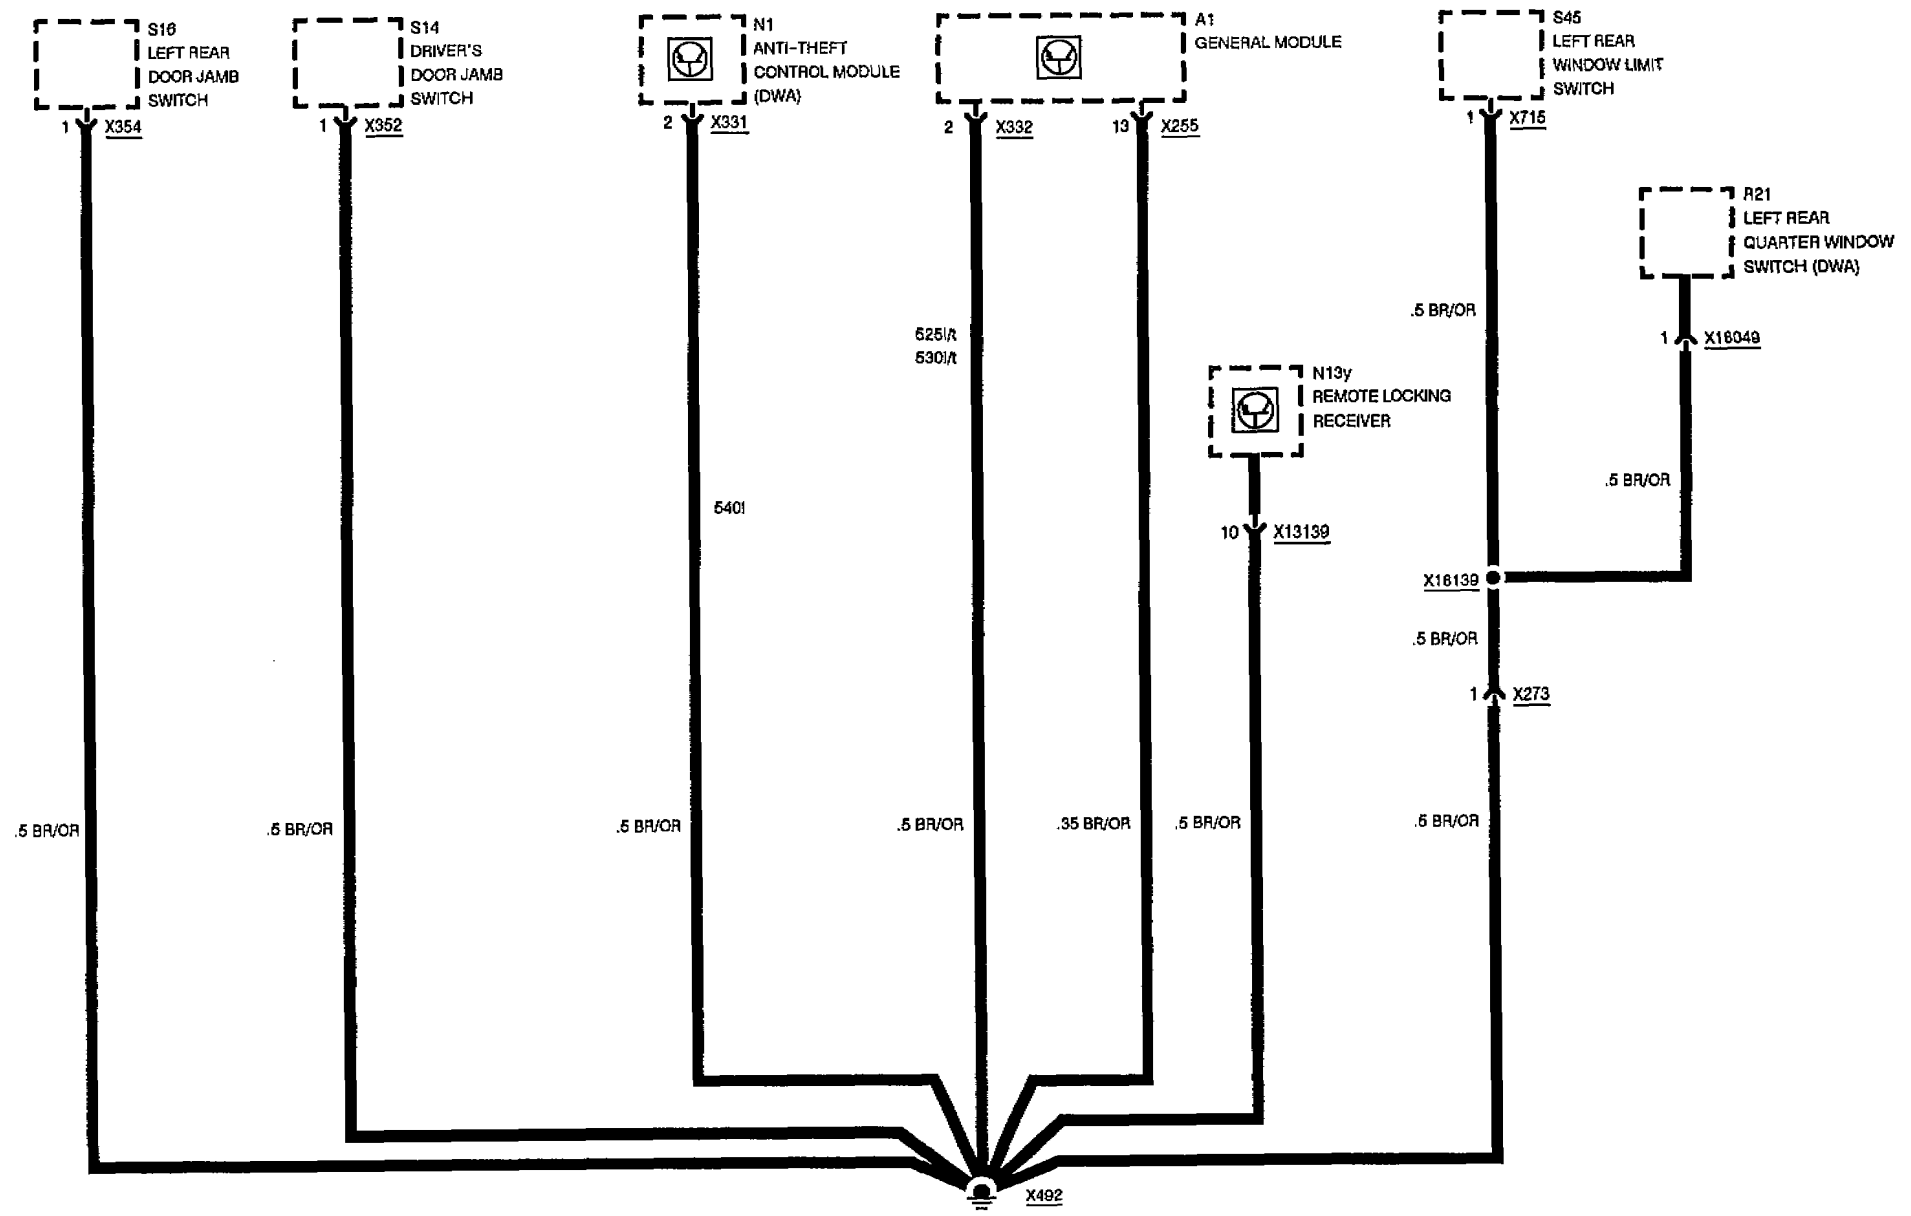 S16
LEFT REAR
DOOR JAMB
SWITCH
1
X354
S14
DRIVER'S
DOOR JAMB
SWITCH
1
X352
N1
ANTI-THEFT
CONTROL MODULE
(DWA)
2
X331
A1
GENERAL MODULE
2
X332
13
X255
S45
LEFT REAR
WINDOW LIMIT
SWITCH
1
X715
R21
LEFT REAR
QUARTER WINDOW
SWITCH (DWA)
1
X16049
.5 BR/OR
525i/t
530i/t
N13y
REMOTE LOCKING
RECEIVER
10
X13139
540i
.5 BR/OR
X16139
.5 BR/OR
1
X273
.5 BR/OR
.5 BR/OR
.5 BR/OR
.5 BR/OR
.35 BR/OR
.5 BR/OR
.5 BR/OR
X492